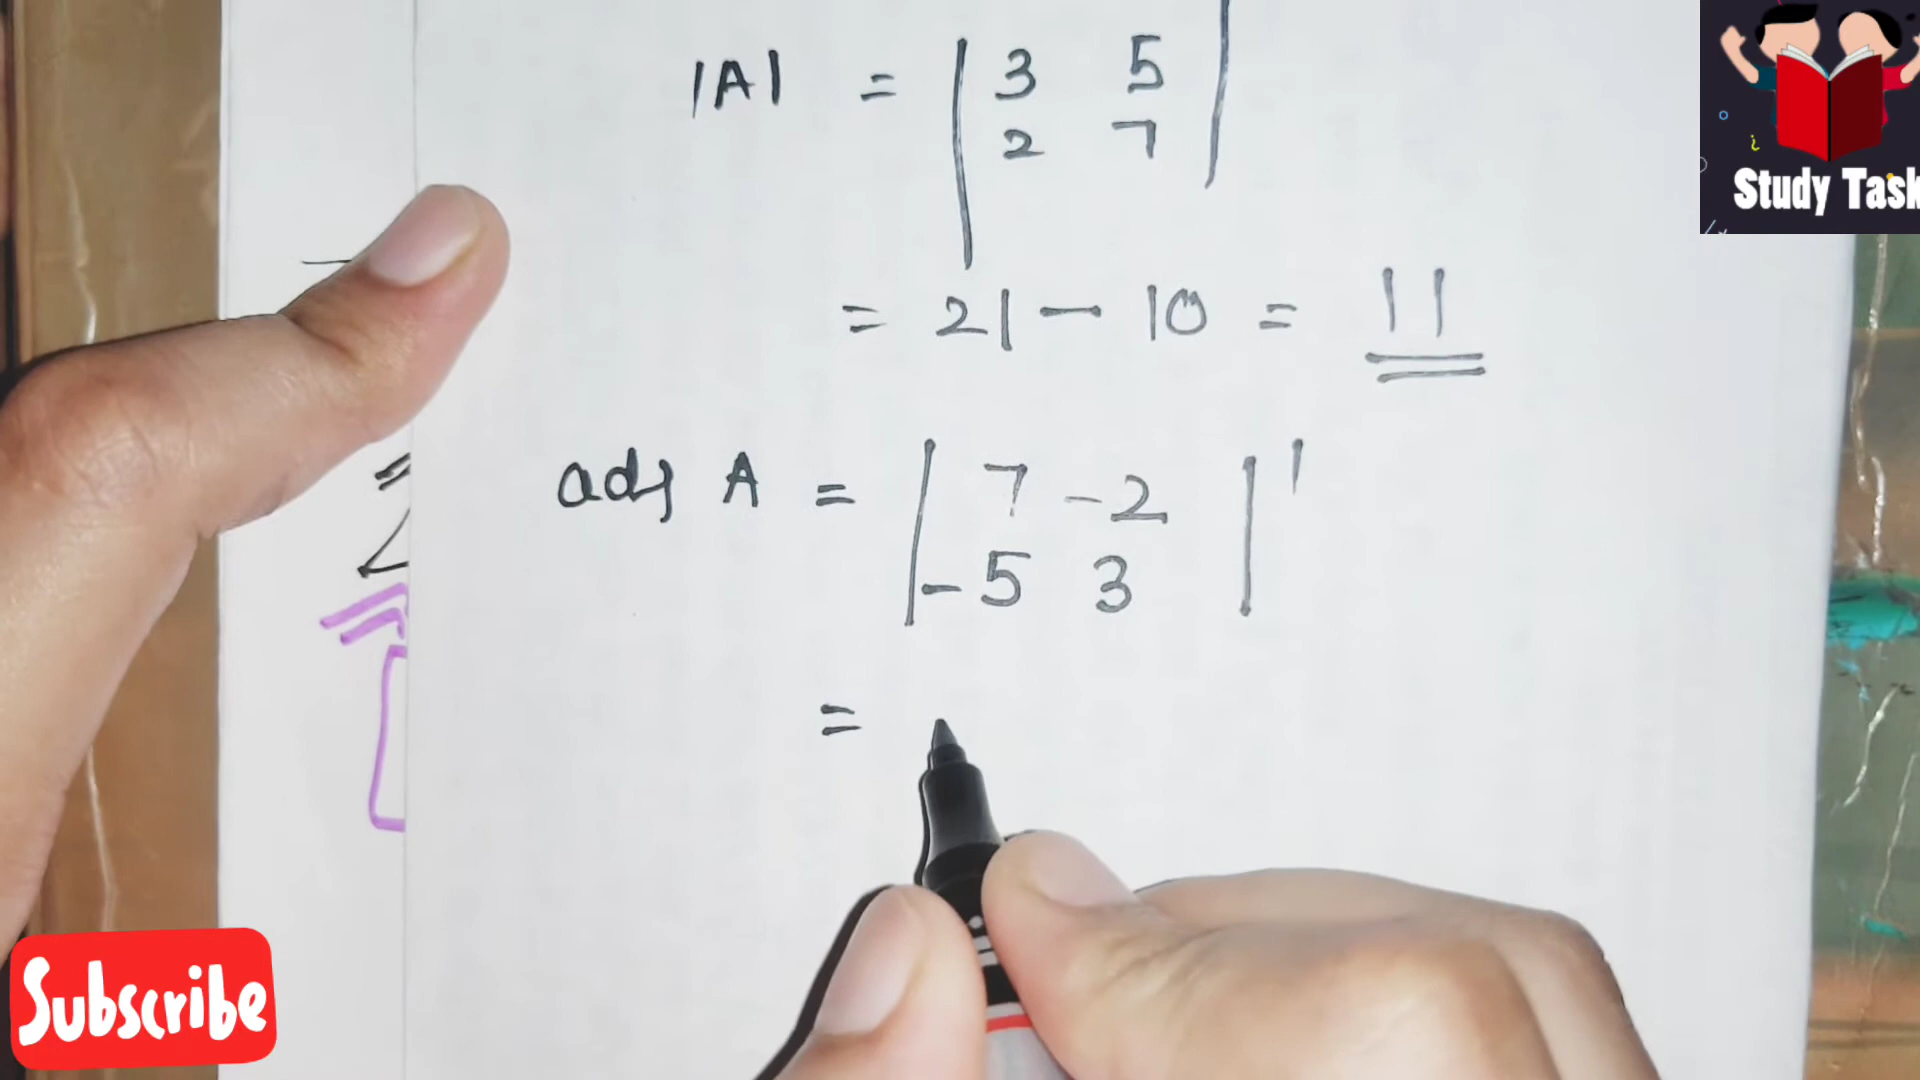 |A| = | 3 5 |
2 7
= 21 - 10 = 11
adj A = | 7 -2 |'
-5 3
=
Study Task
Subscribe